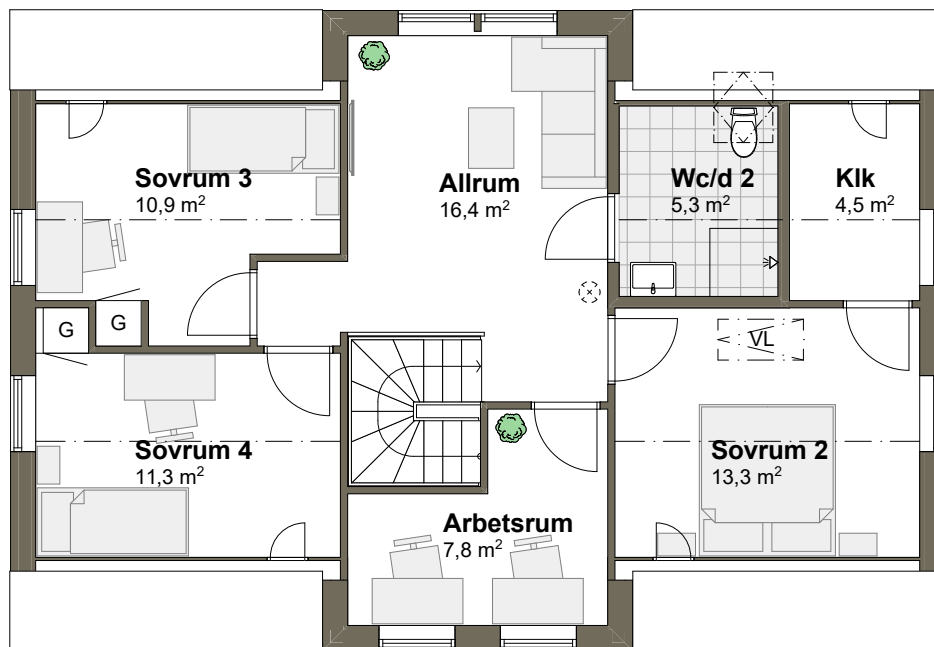 Sovrum 3
10,9 m²
Allrum
16,4 m²
Wc/d 2
5,3 m²
Klk
4,5 m²
G
G
VL
Sovrum 4
11,3 m²
Arbetsrum
7,8 m²
Sovrum 2
13,3 m²